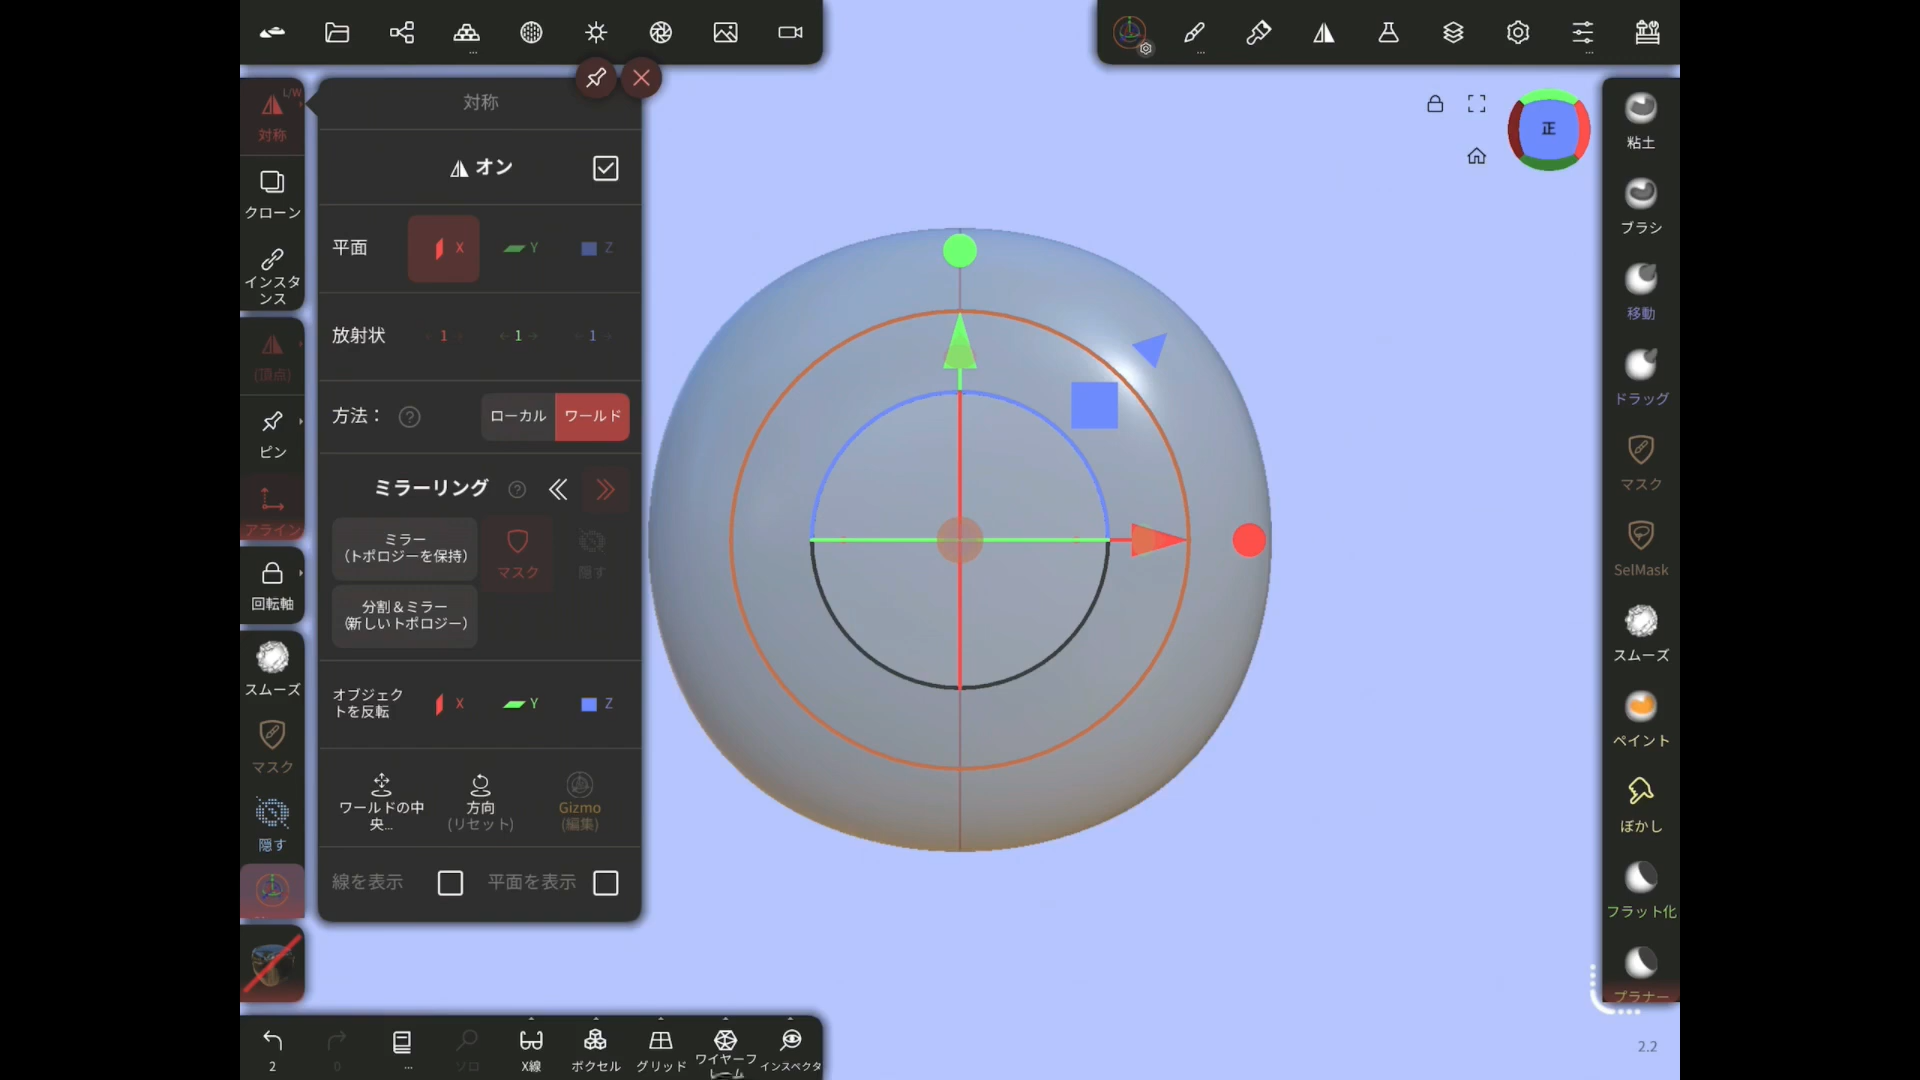 対称
L/W
対称
オン
正
粘土
クローン
平面
X
Y
Z
ブラシ
インスタ
ンス
移動
放射状
1
1
1
(頂点)
ドラッグ
方法：
?
ローカル
ワールド
ピン
マスク
ミラーリング
?
アライン
ミラー
（トポロジーを保持）
マスク
隠す
SelMask
回転軸
分割＆ミラー
（新しいトポロジー）
スムーズ
スムーズ
オブジェク
トを反転
X
Y
Z
ペイント
マスク
ワールドの中
央...
方向
(リセット)
Gizmo
(編集)
ぼかし
隠す
線を表示
平面を表示
フラット化
プラナー
2
0
...
ソロ
X線
ボクセル
グリッド
ワイヤーフ
レーム
インスペクタ
2.2